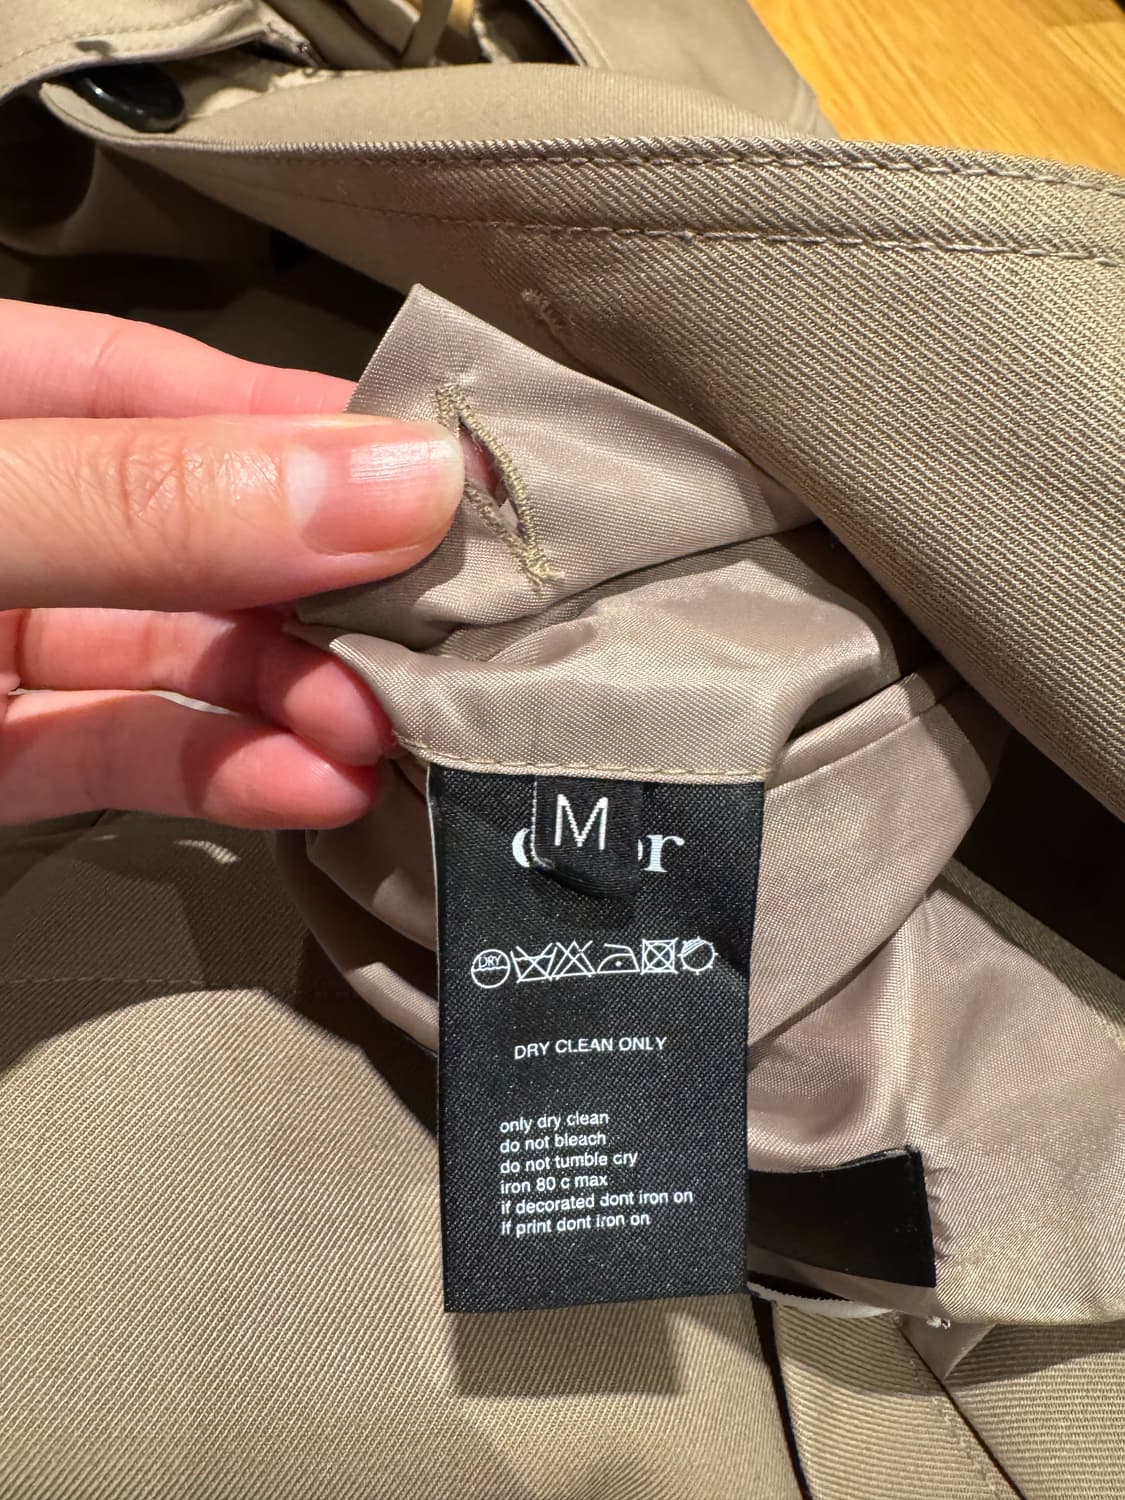 M
DRY
DRY CLEAN ONLY
only dry clean
do not bleach
do not tumble cry
iron 80 c max
if decorated dont iron on
If print dont iron on